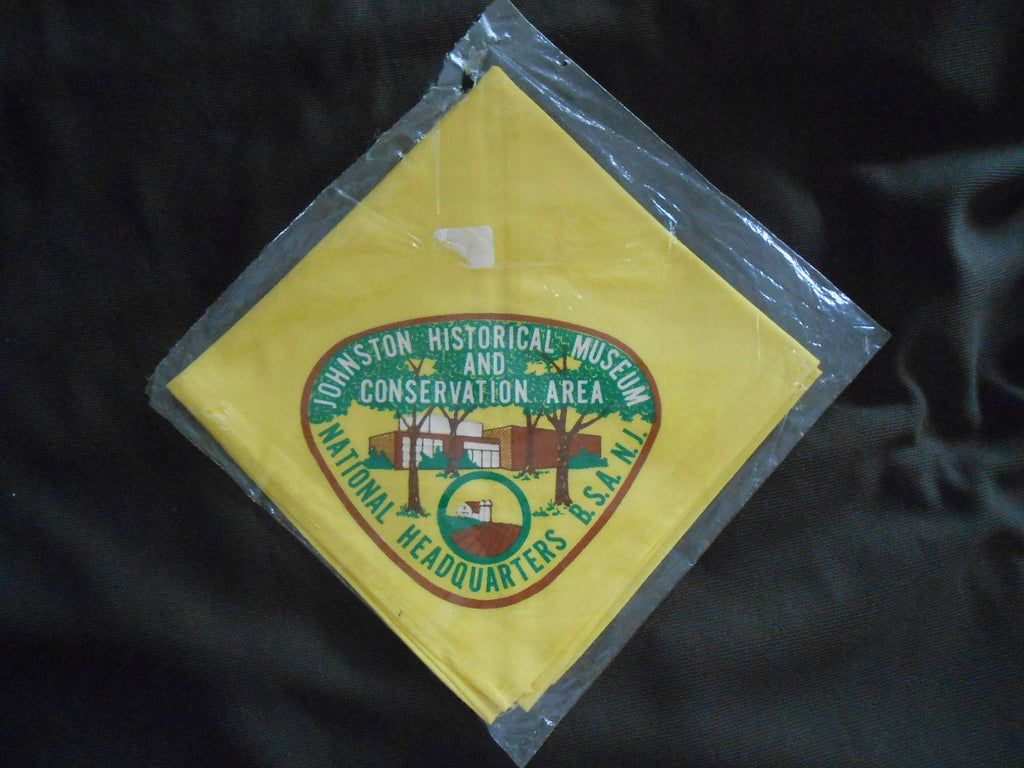 JOHNSTON HISTORICAL MUSEUM
AND
CONSERVATION AREA
NATIONAL HEADQUARTERS B.S.A. N.J.